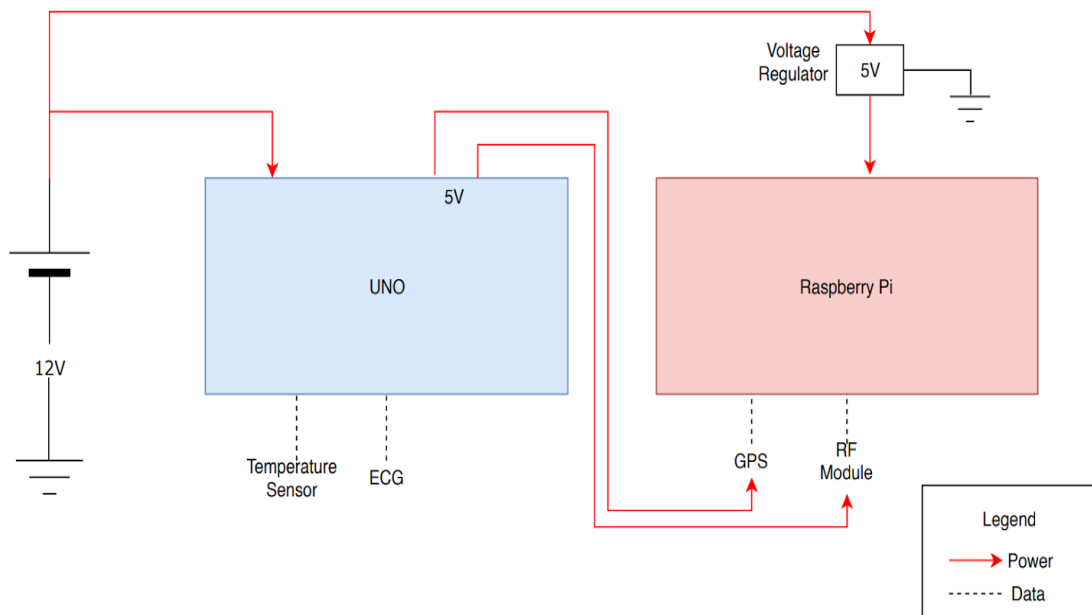 Voltage
Regulator
5V
5V
UNO
Raspberry Pi
12V
Temperature
Sensor
ECG
GPS
RF
Module
Legend
Power
Data